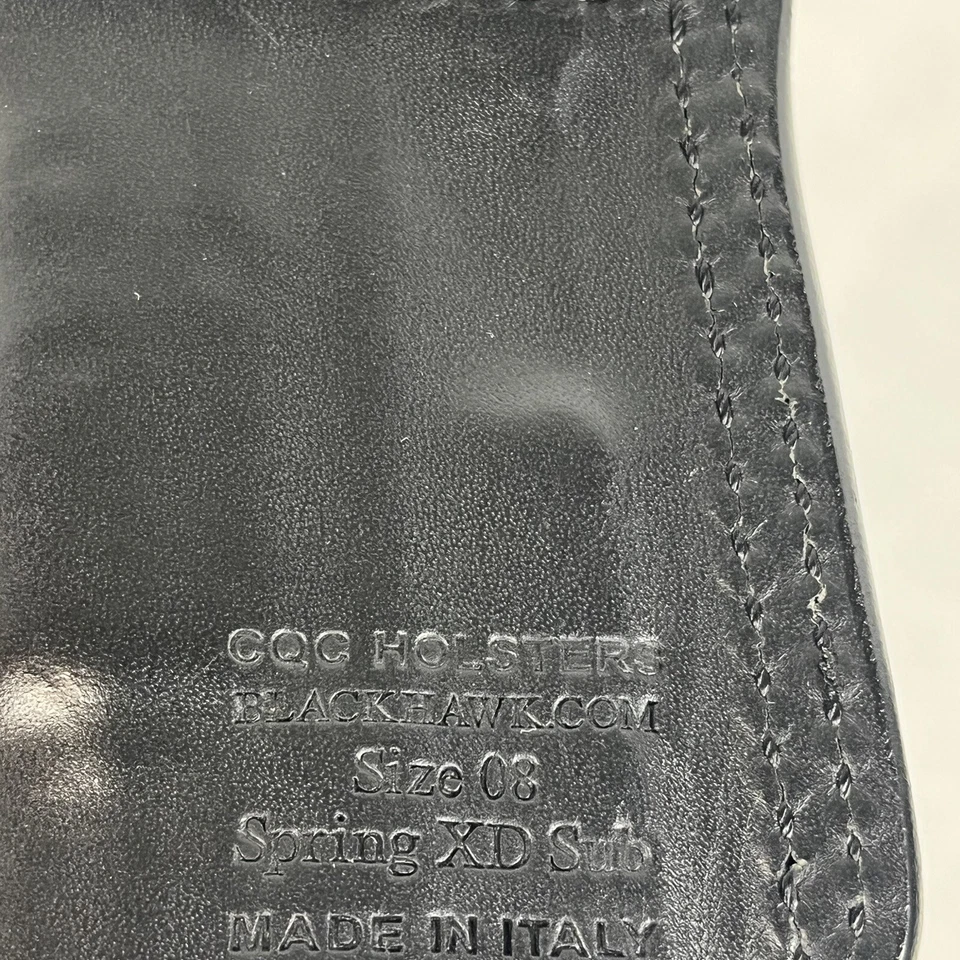 CQC HOLSTERS
BLACKHAWK.COM
Size 08
Spring XD Sub
MADE IN ITALY